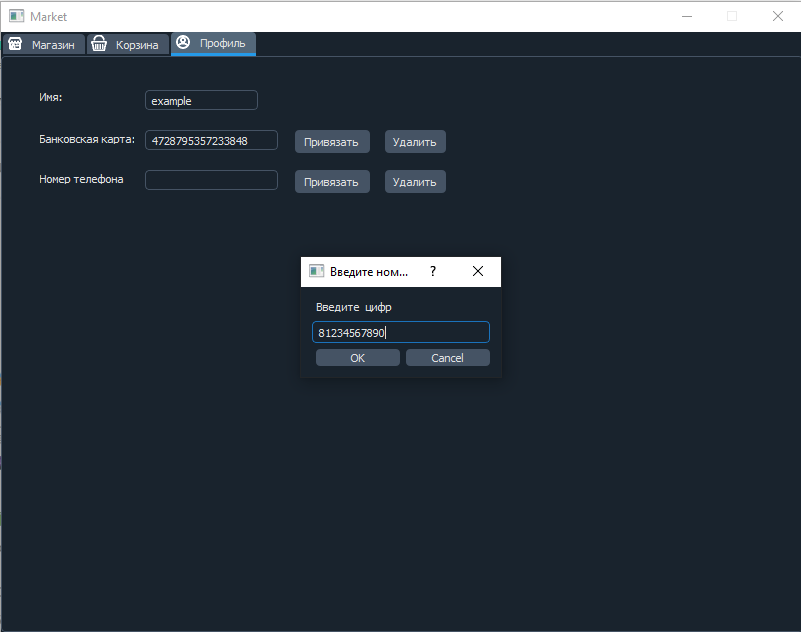 Market
Магазин Корзина Профиль
Имя: example
Банковская карта: 4728795357233848 Привязать Удалить
Номер телефона Привязать Удалить
Введите ном... ?
Введите цифр
81234567890
OK Cancel